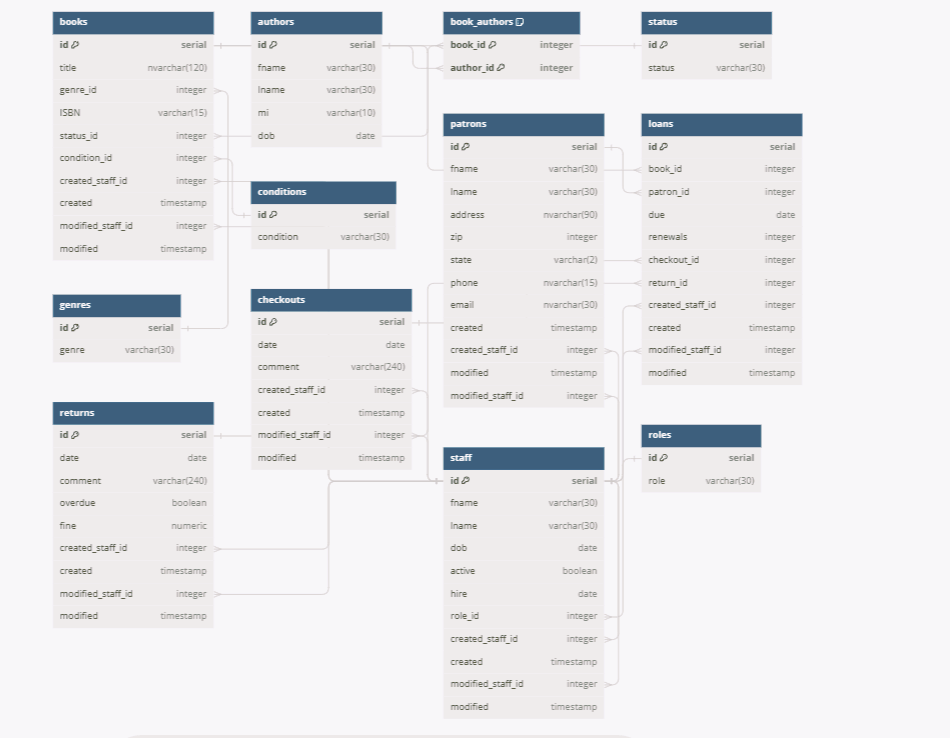 books
id serial
title nvarchar(120)
genre_id integer
ISBN varchar(15)
status_id integer
condition_id integer
created_staff_id integer
created timestamp
modified_staff_id integer
modified timestamp
authors
id serial
fname varchar(30)
lname varchar(30)
mi varchar(10)
dob date
book_authors
book_id integer
author_id integer
status
id serial
status varchar(30)
patrons
id serial
fname varchar(30)
lname varchar(30)
address nvarchar(90)
zip integer
state varchar(2)
phone nvarchar(15)
email nvarchar(30)
created timestamp
created_staff_id integer
modified timestamp
modified_staff_id integer
loans
id serial
book_id integer
patron_id integer
due date
renewals integer
checkout_id integer
return_id integer
created_staff_id integer
created timestamp
modified_staff_id integer
modified timestamp
conditions
id serial
condition varchar(30)
genres
id serial
genre varchar(30)
checkouts
id serial
date date
comment varchar(240)
created_staff_id integer
created timestamp
modified_staff_id integer
modified timestamp
returns
id serial
date date
comment varchar(240)
overdue boolean
fine numeric
created_staff_id integer
created timestamp
modified_staff_id integer
modified timestamp
staff
id serial
fname varchar(30)
lname varchar(30)
dob date
active boolean
hire date
role_id integer
created_staff_id integer
created timestamp
modified_staff_id integer
modified timestamp
roles
id serial
role varchar(30)